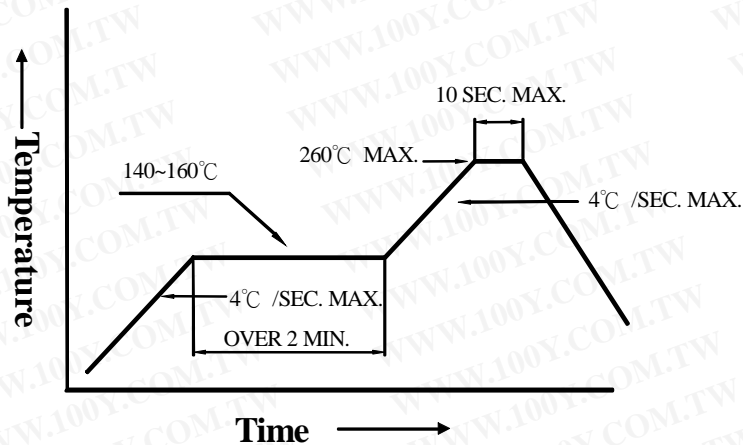 10 SEC. MAX.
260℃ MAX.
140~160℃
4℃ /SEC. MAX.
4℃ /SEC. MAX.
OVER 2 MIN.
Temperature
Time
WWW.100Y.COM.TW